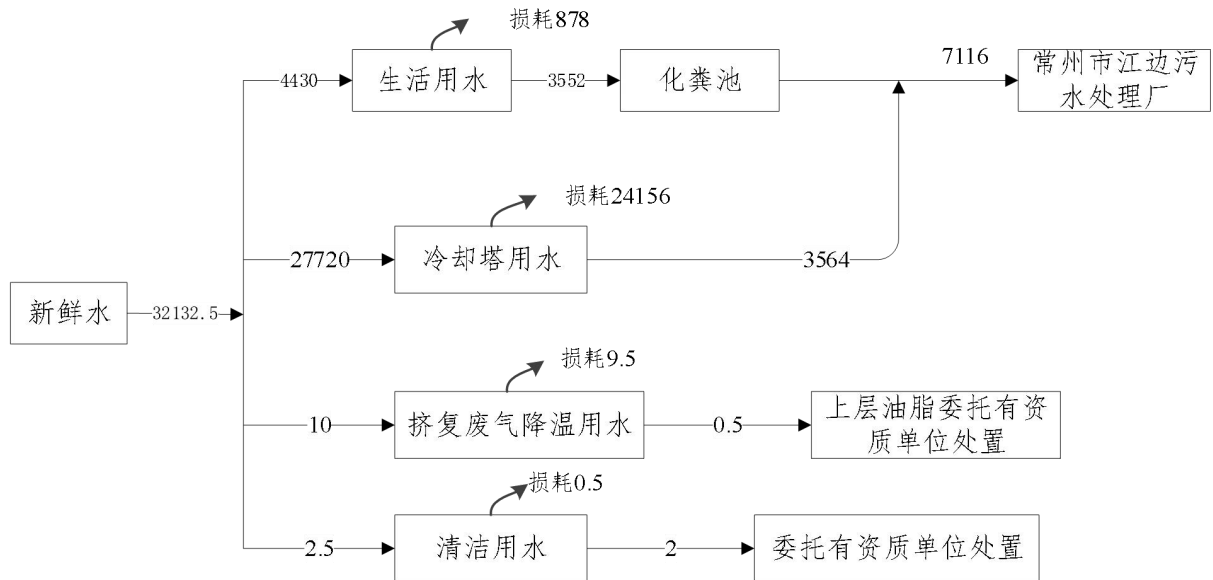 损耗878
4430
生活用水
3552
化粪池
7116
常州市江边污
水处理厂
损耗24156
27720
冷却塔用水
3564
新鲜水
32132.5
损耗9.5
10
挤复废气降温用水
0.5
上层油脂委托有资
质单位处置
损耗0.5
2.5
清洁用水
2
委托有资质单位处置